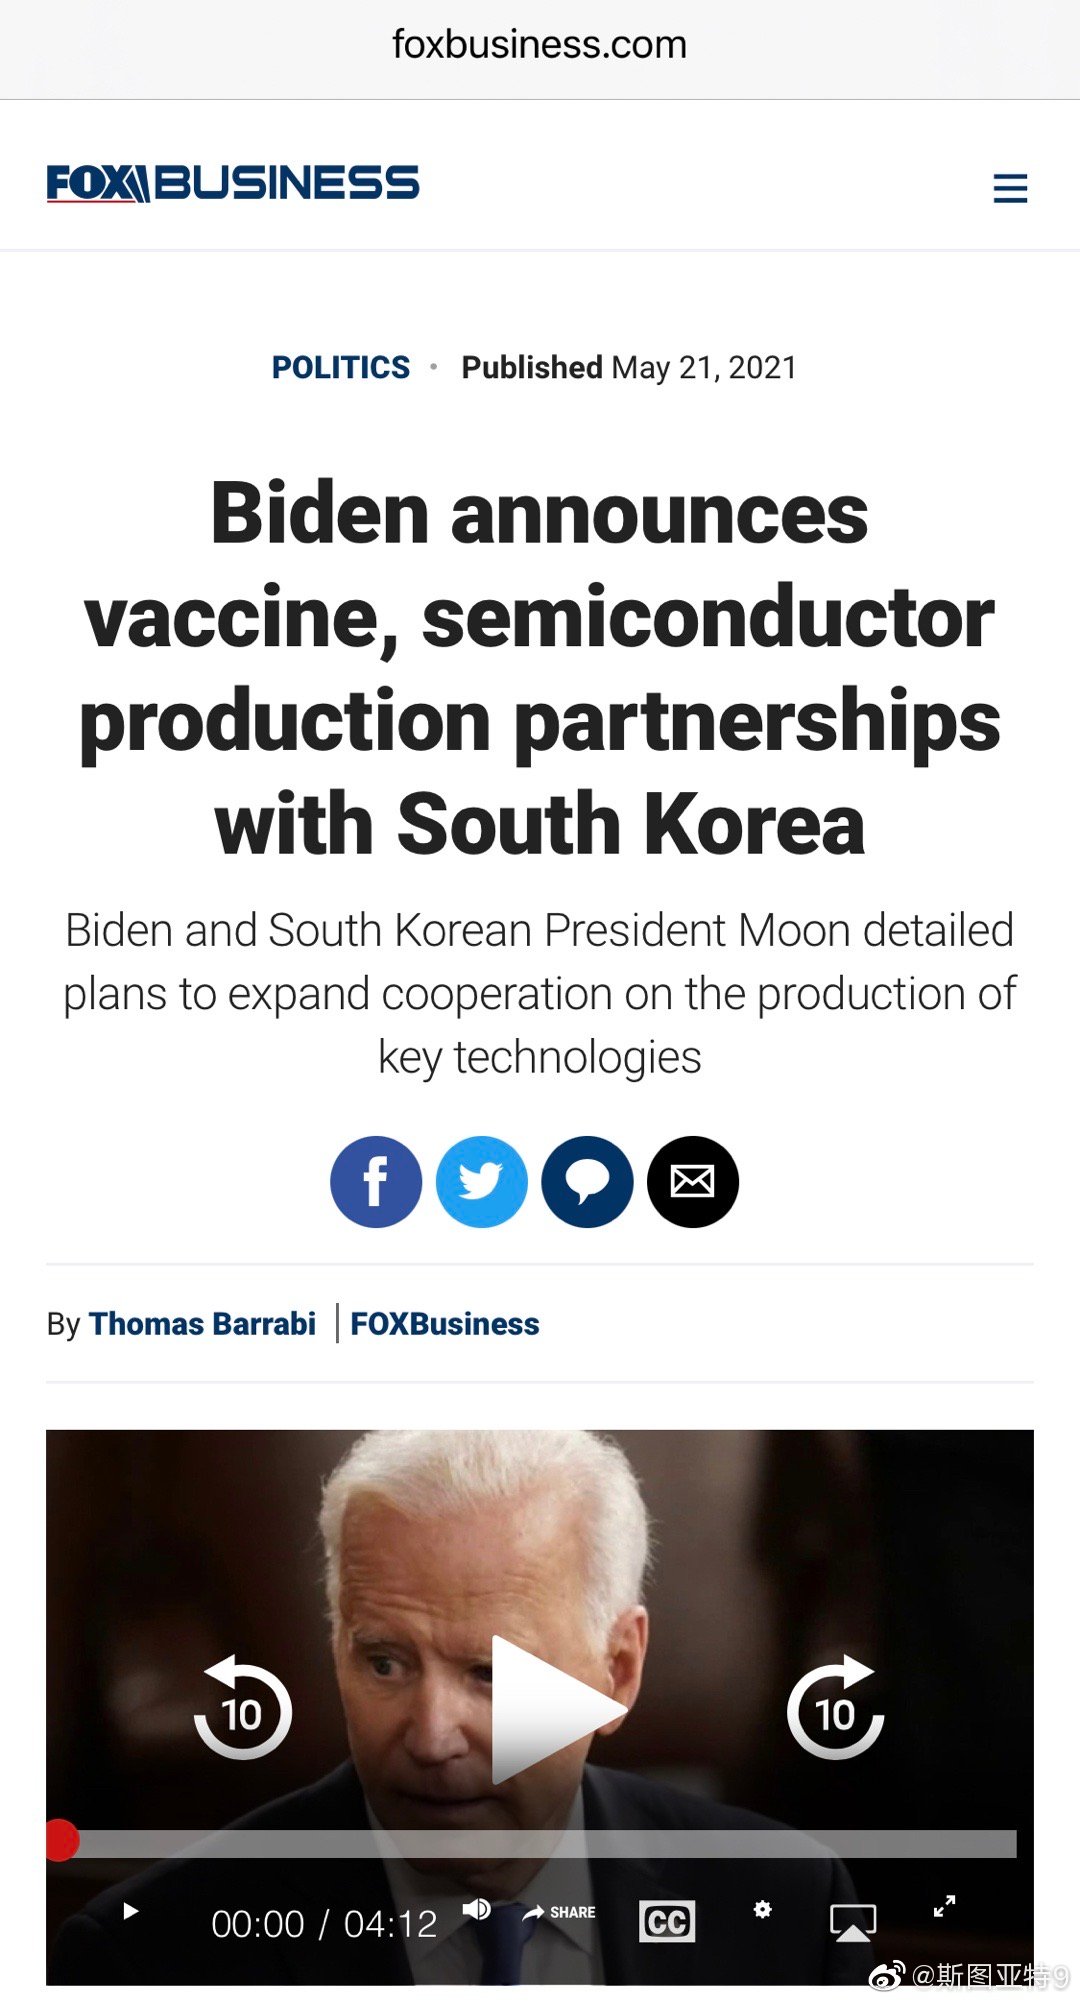 foxbusiness.com
FOX BUSINESS
POLITICS • Published May 21, 2021
Biden announces
vaccine, semiconductor
production partnerships
with South Korea
Biden and South Korean President Moon detailed
plans to expand cooperation on the production of
key technologies
By Thomas Barrabi | FOXBusiness
10
10
00:00 / 04:12 SHARE CC
@斯图亚特9